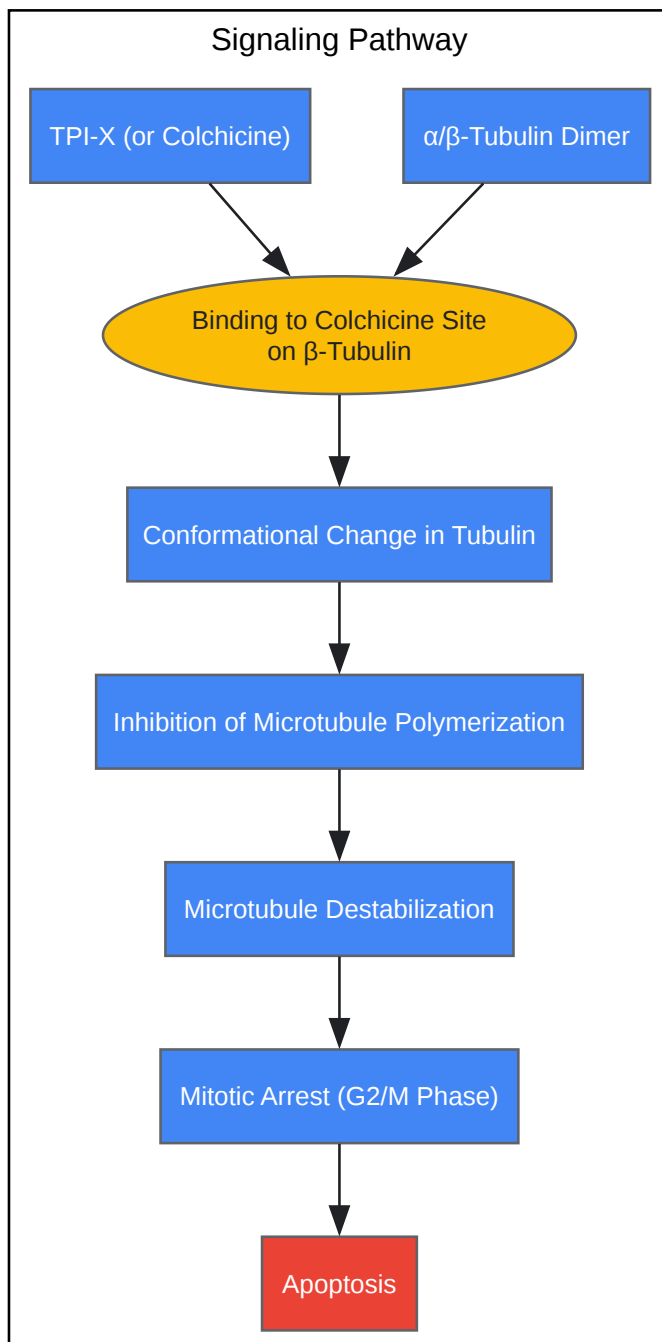 Signaling Pathway
TPI-X (or Colchicine)
α/β-Tubulin Dimer
Binding to Colchicine Site
on β-Tubulin
Conformational Change in Tubulin
Inhibition of Microtubule Polymerization
Microtubule Destabilization
Mitotic Arrest (G2/M Phase)
Apoptosis